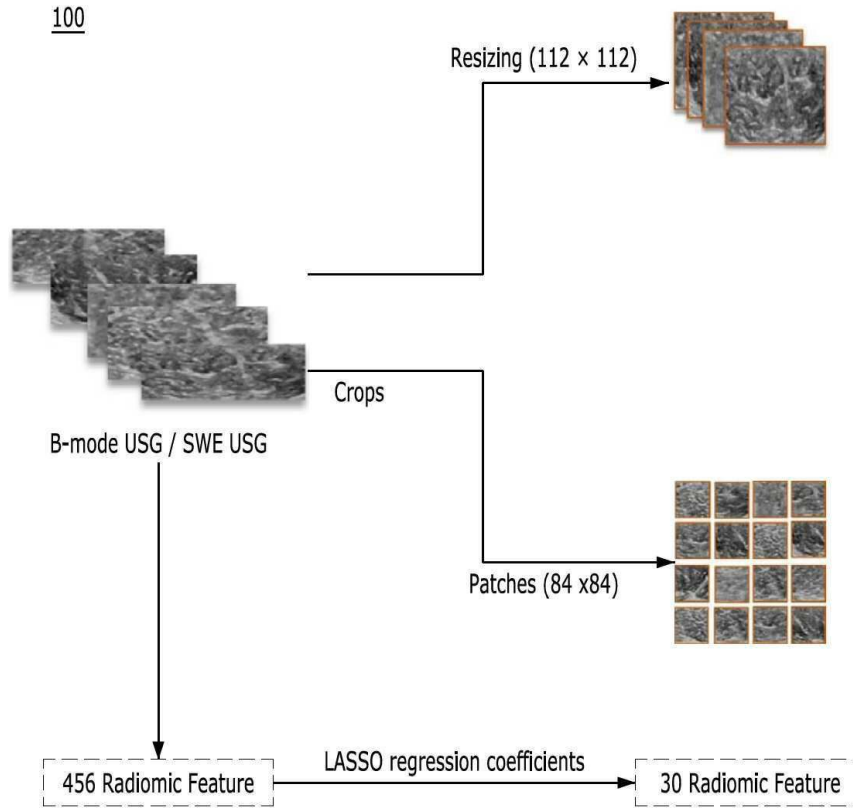 100
Resizing (112 × 112)
Crops
B-mode USG / SWE USG
Patches (84 x84)
LASSO regression coefficients
456 Radiomic Feature
30 Radiomic Feature